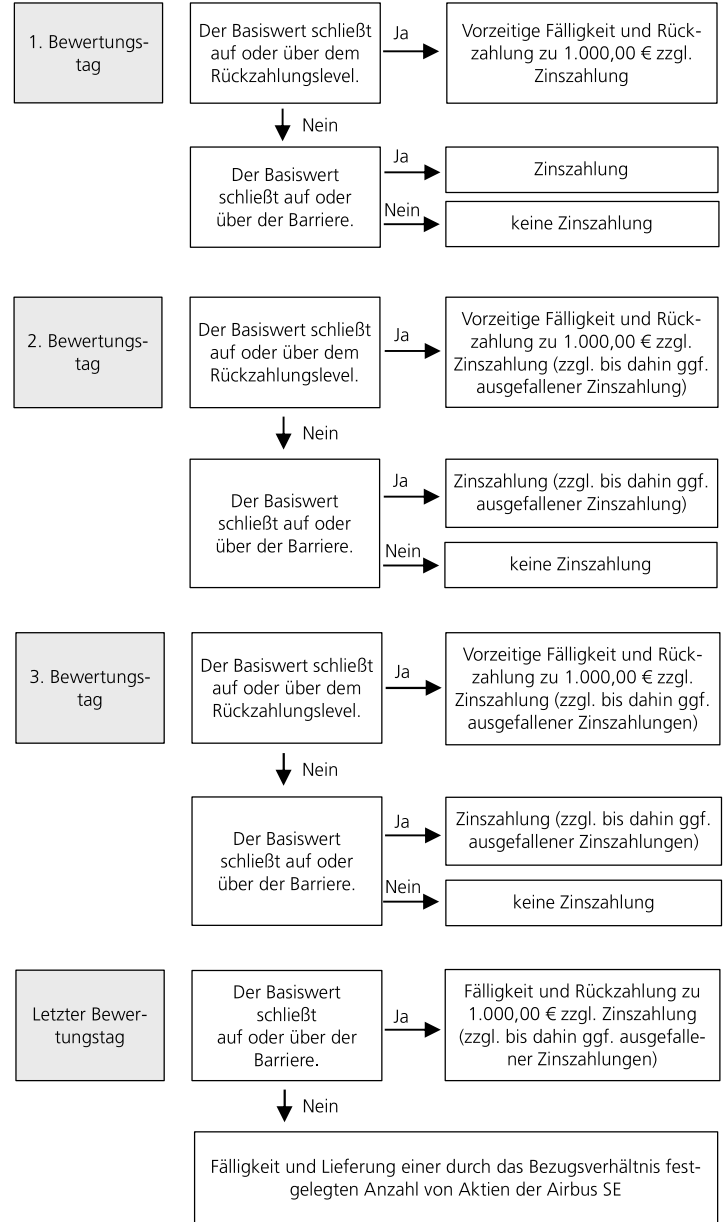 1. Bewertungs-
tag
Der Basiswert schließt
auf oder über dem
Rückzahlungslevel.
Ja
Vorzeitige Fälligkeit und Rück-
zahlung zu 1.000,00 € zzgl.
Zinszahlung
Nein
Der Basiswert
schließt auf oder
über der Barriere.
Ja
Zinszahlung
Nein
keine Zinszahlung
2. Bewertungs-
tag
Der Basiswert schließt
auf oder über dem
Rückzahlungslevel.
Ja
Vorzeitige Fälligkeit und Rück-
zahlung zu 1.000,00 € zzgl.
Zinszahlung (zzgl. bis dahin ggf.
ausgefallener Zinszahlung)
Nein
Der Basiswert
schließt auf oder
über der Barriere.
Ja
Zinszahlung (zzgl. bis dahin ggf.
ausgefallener Zinszahlung)
Nein
keine Zinszahlung
3. Bewertungs-
tag
Der Basiswert schließt
auf oder über dem
Rückzahlungslevel.
Ja
Vorzeitige Fälligkeit und Rück-
zahlung zu 1.000,00 € zzgl.
Zinszahlung (zzgl. bis dahin ggf.
ausgefallener Zinszahlungen)
Nein
Der Basiswert
schließt auf oder
über der Barriere.
Ja
Zinszahlung (zzgl. bis dahin ggf.
ausgefallener Zinszahlungen)
Nein
keine Zinszahlung
Letzter Bewer-
tungstag
Der Basiswert
schließt
auf oder über der
Barriere.
Ja
Fälligkeit und Rückzahlung zu
1.000,00 € zzgl. Zinszahlung
(zzgl. bis dahin ggf. ausgefalle-
ner Zinszahlungen)
Nein
Fälligkeit und Lieferung einer durch das Bezugsverhältnis fest-
gelegten Anzahl von Aktien der Airbus SE